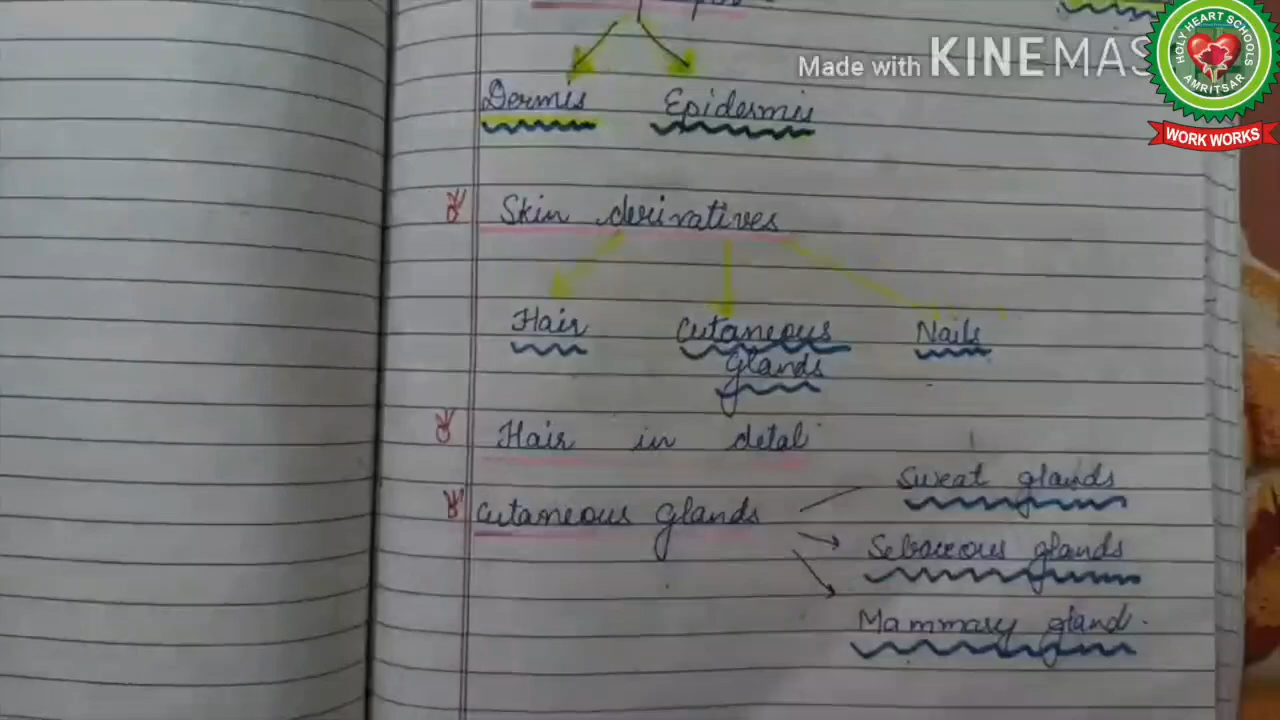 Made with KINEMAS
HOLY HEART SCHOOLS
AMRITSAR
WORK WORKS
Dermis Epidermis
Skin derivatives
Hair Cutaneous Nails
Glands
Hair in detal
Cutaneous Glands
Sweat glands
Sebaceous glands
Mammary gland.